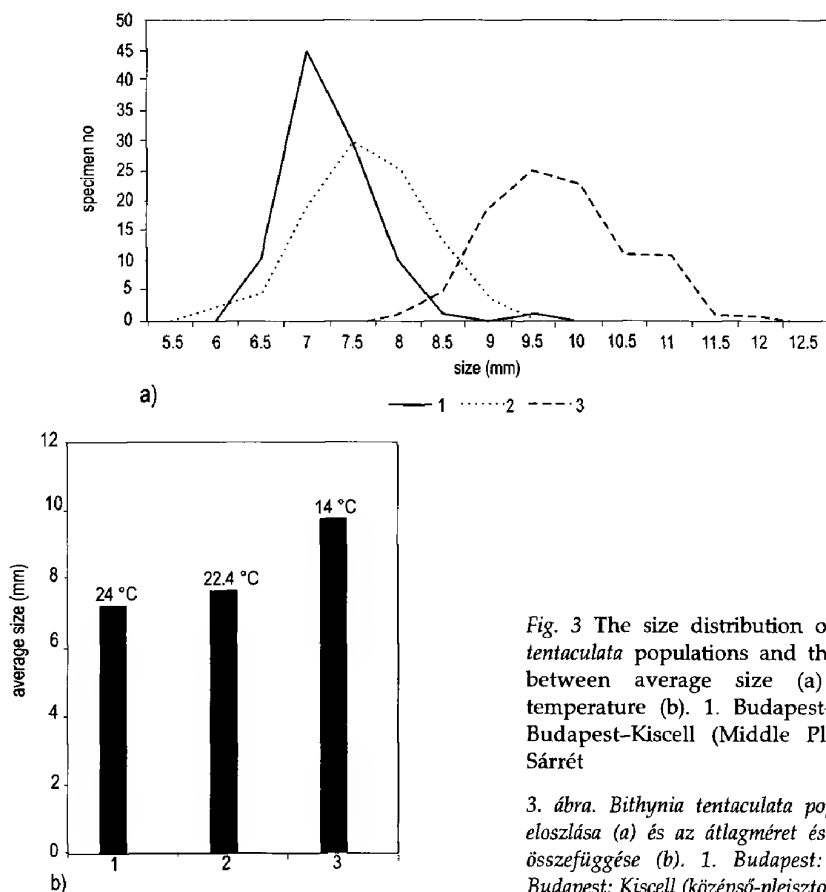 50
45
40
35
30
25
20
15
10
5
0
specimen no
5.5 6 6.5 7 7.5 8 8.5 9 9.5 10 10.5 11 11.5 12 12.5
size (mm)
a)
1 2 3
12
10
8
6
4
2
0
average size (mm)
24 °C
22.4 °C
14 °C
1 2 3
b)
Fig. 3 The size distribution o
tentaculata populations and th
between average size (a)
temperature (b). 1. Budapest–
Budapest–Kiscell (Middle Pl
Sárrét
3. ábra. Bithynia tentaculata po
eloszlása (a) és az átlagméret és
összefüggése (b). 1. Budapest:
Budapest: Kiscell (középső-pleiszto